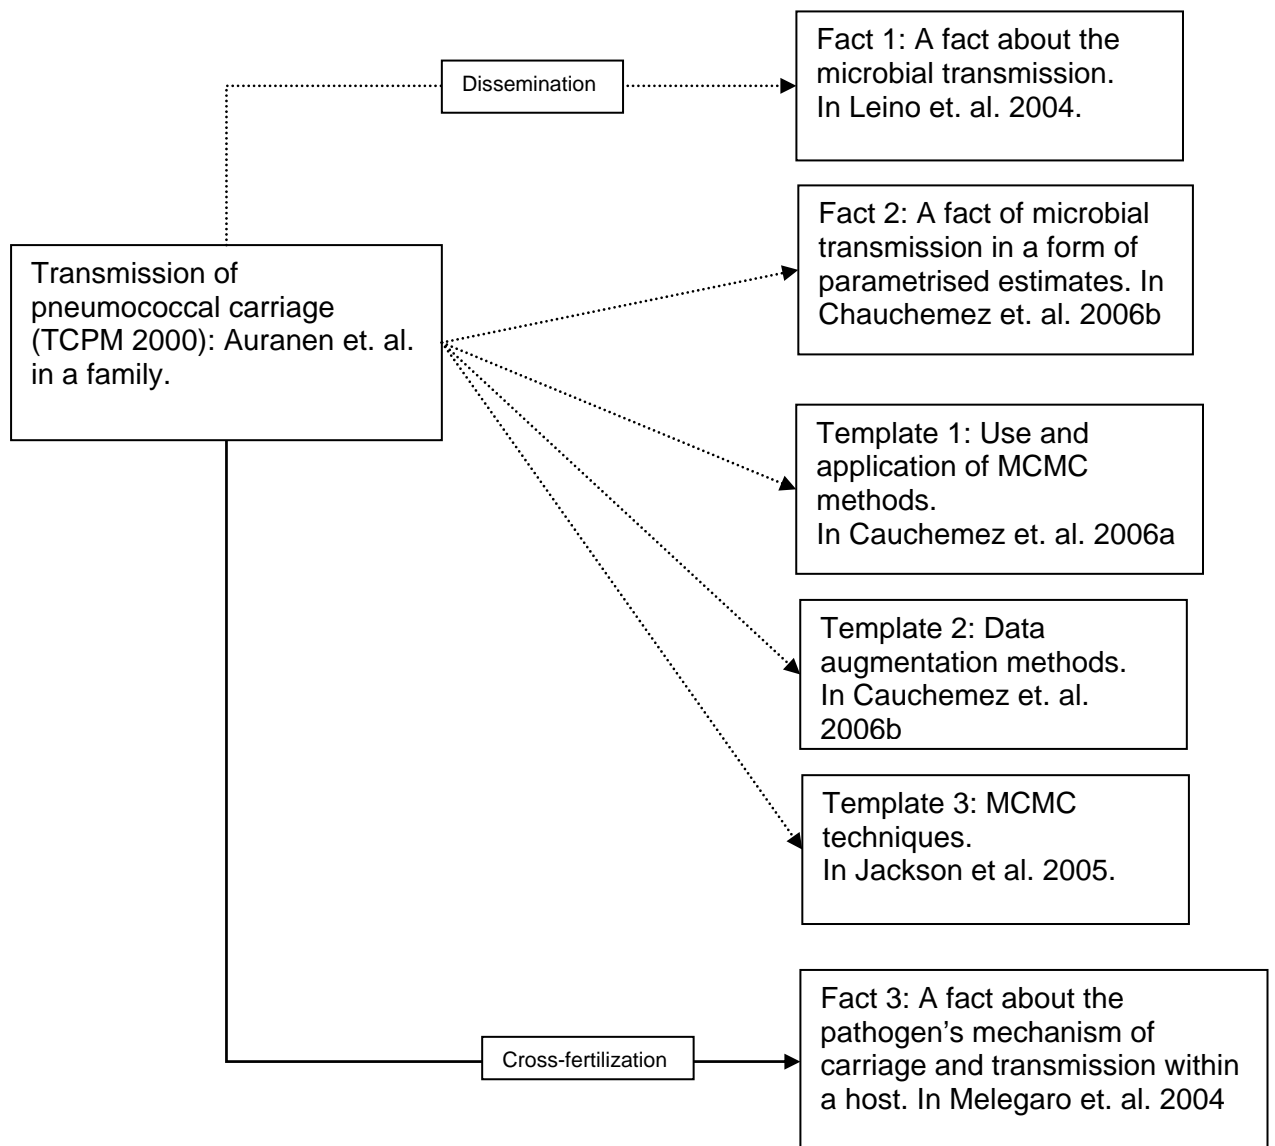 Dissemination
Fact 1: A fact about the
microbial transmission.
In Leino et. al. 2004.
Fact 2: A fact of microbial
transmission in a form of
parametrised estimates. In
Chauchemez et. al. 2006b
Transmission of
pneumococcal carriage
(TCPM 2000): Auranen et. al.
in a family.
Template 1: Use and
application of MCMC
methods.
In Cauchemez et. al. 2006a
Template 2: Data
augmentation methods.
In Cauchemez et. al.
2006b
Template 3: MCMC
techniques.
In Jackson et al. 2005.
Cross-fertilization
Fact 3: A fact about the
pathogen's mechanism of
carriage and transmission within
a host. In Melegaro et. al. 2004